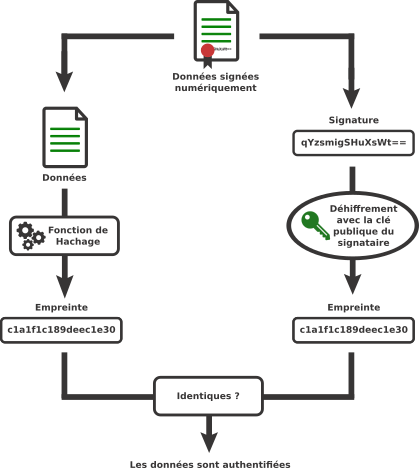 Données signées
numériquement
Signature
qYzsmigSHuXsWt==
Données
Déhiffrement
avec la clé
publique du
signataire
Fonction de
Hachage
Empreinte
c1a1f1c189deec1e30
Empreinte
c1a1f1c189deec1e30
Identiques ?
Les données sont authentifiées